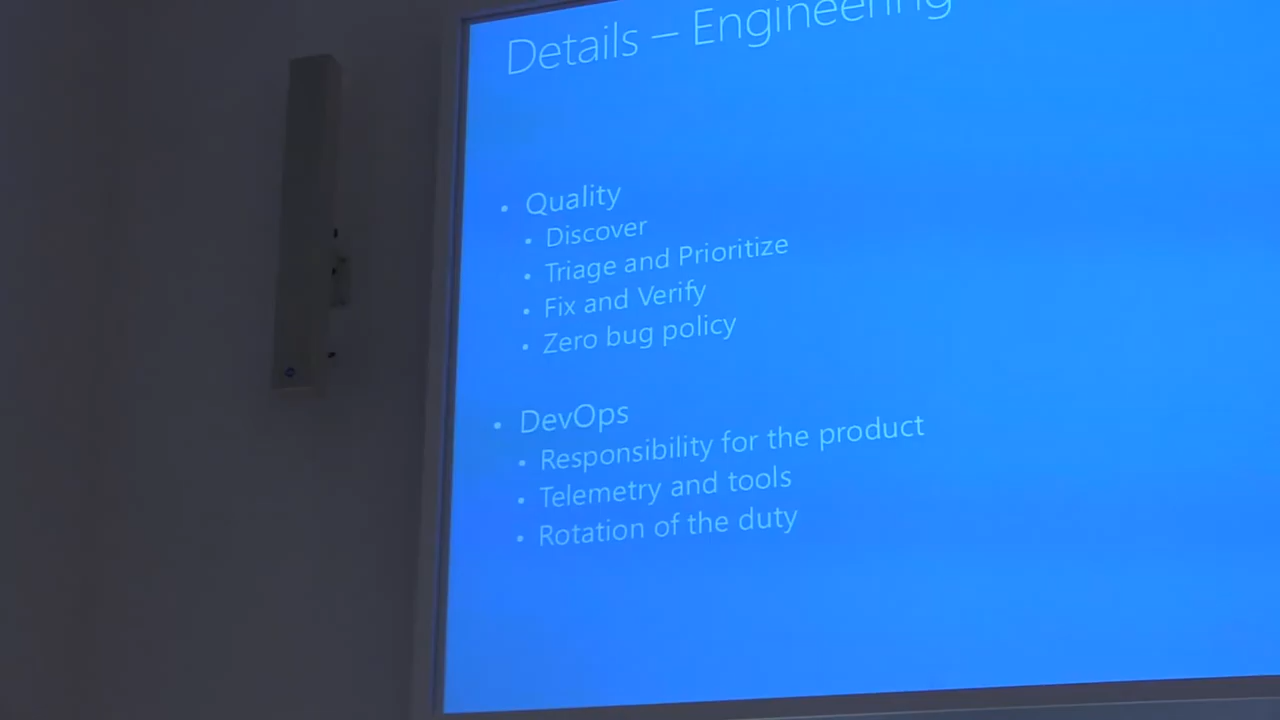 Details – Engineering
• Quality
• Discover
• Triage and Prioritize
• Fix and Verify
• Zero bug policy
• DevOps
• Responsibility for the product
• Telemetry and tools
• Rotation of the duty